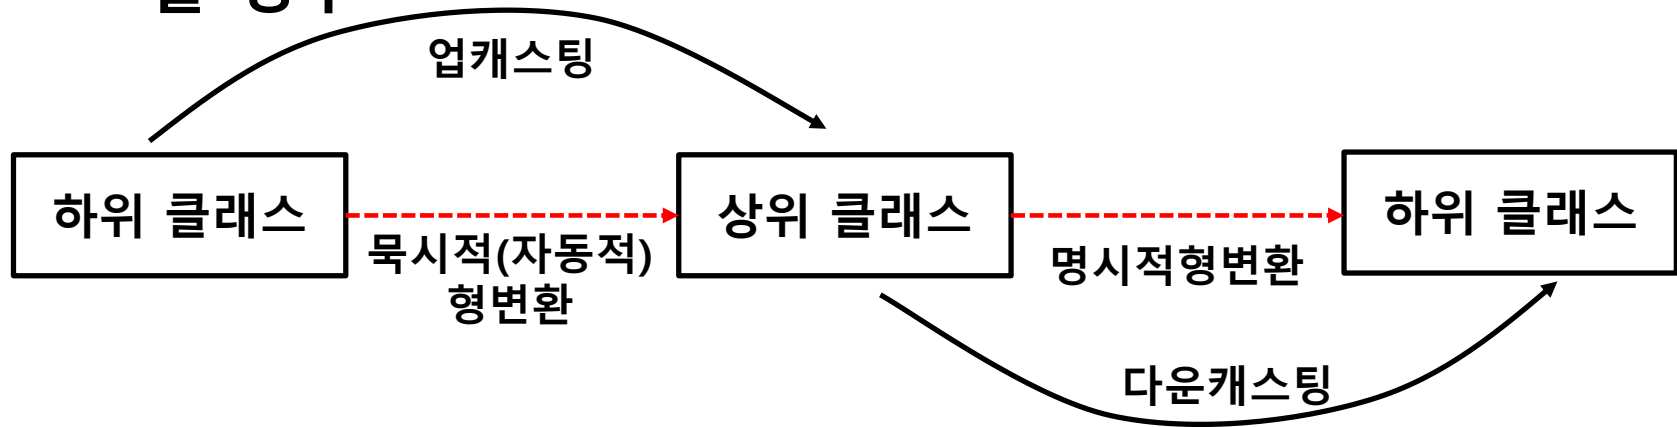 업캐스팅
하위 클래스
상위 클래스
하위 클래스
묵시적(자동적)
형변환
명시적형변환
다운캐스팅